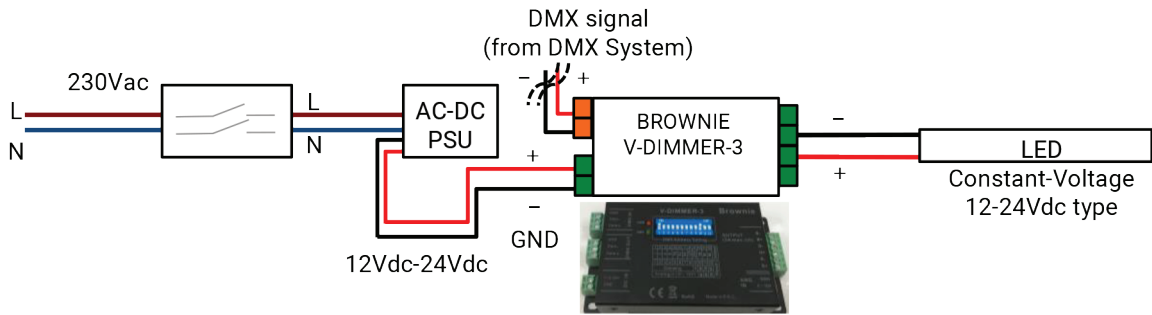 DMX signal
(from DMX System)
230Vac
− +
L
L
N
N
AC-DC
PSU
BROWNIE
V-DIMMER-3
+
−
GND
12Vdc-24Vdc
−
+
LED
Constant-Voltage
12-24Vdc type
V-DIMMER-3 Brownie
CE